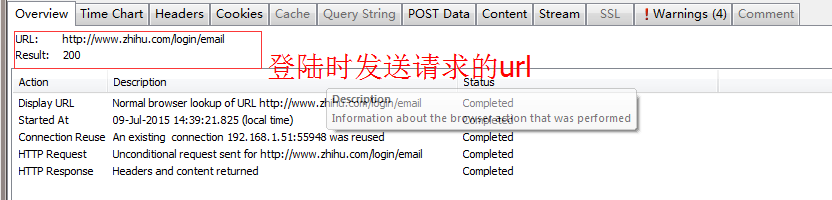 Overview Time Chart Headers Cookies Cache Query String POST Data Content Stream SSL ! Warnings (4) Comment
URL: http://www.zhihu.com/login/email
Result: 200
登陆时发送请求的url
Action Description Status
Display URL Normal browser lookup of URL http://www.zhihu.com/login/email Completed
Description
Started At 09-Jul-2015 14:39:21.825 (local time) Completed
Information about the browser action that was performed
Connection Reuse An existing connection 192.168.1.51:55948 was reused Completed
HTTP Request Unconditional request sent for http://www.zhihu.com/login/email Completed
HTTP Response Headers and content returned Completed